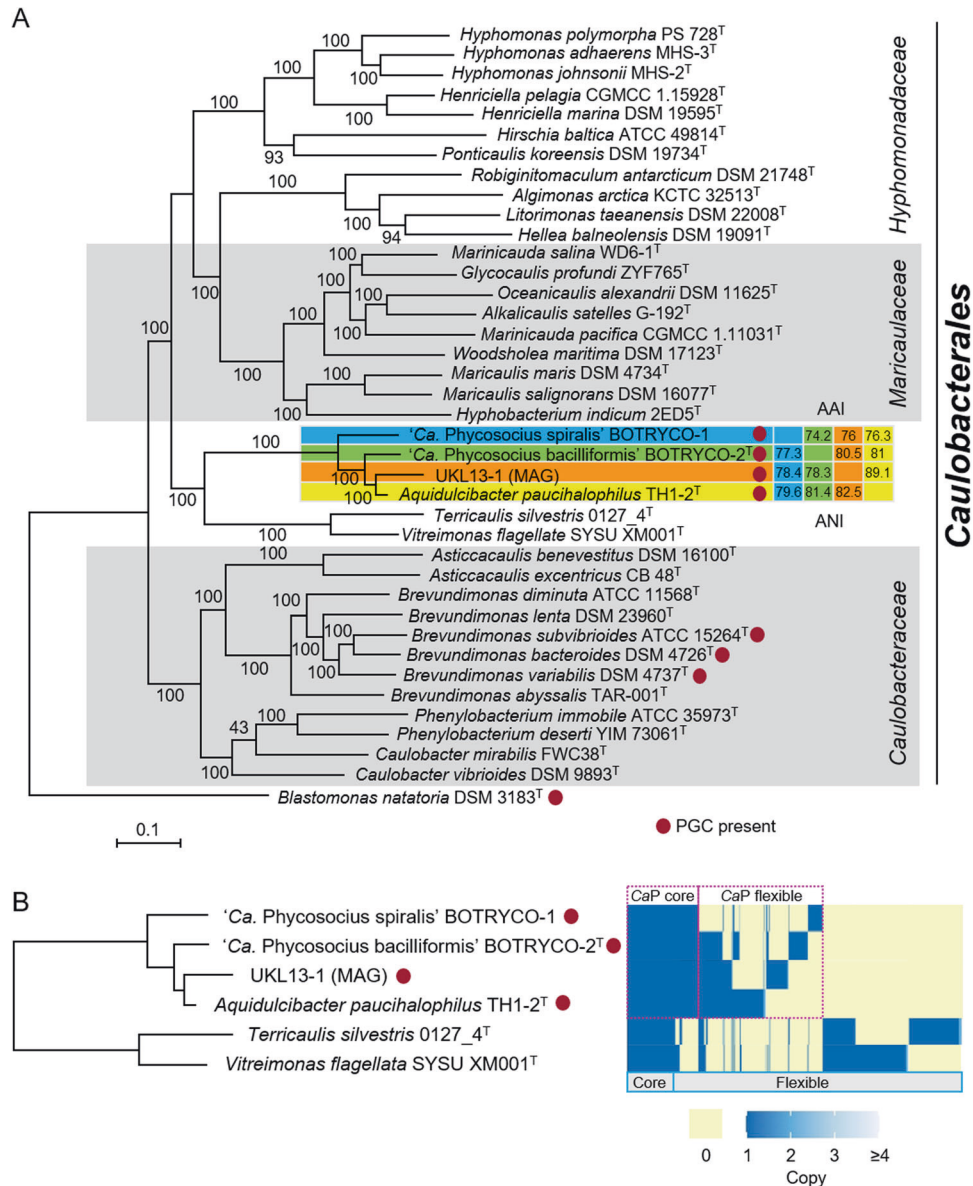 A
Hyphomonas polymorpha PS 728T
100
Hyphomonas adhaerens MHS-3T
100
100
Hyphomonas johnsonii MHS-2T
Henriciella pelagia CGMCC 1.15928T
100
100
Henriciella marina DSM 19595T
Hirschia baltica ATCC 49814T
93
Ponticaulis koreensis DSM 19734T
Robiginitomaculum antarcticum DSM 21748T
100
Algimonas arctica KCTC 32513T
100
Litorimonas taeanensis DSM 22008T
94
Hellea balneolensis DSM 19091T
Hyphomonadaceae
Marinicauda salina WD6-1T
100
Glycocaulis profundi ZYF765T
100
100
Oceanicaulis alexandrii DSM 11625T
100
Alkalicaulis satelles G-192T
100
100
Marinicauda pacifica CGMCC 1.11031T
100
Woodsholea maritima DSM 17123T
100
100
Maricaulis maris DSM 4734T
Maricaulis salignorans DSM 16077T
100
Hyphobacterium indicum 2ED5T
Maricaulaceae
AAI
100
'Ca. Phycosocius spiralis' BOTRYCO-1
74.2 76 76.3
100
'Ca. Phycosocius bacilliformis' BOTRYCO-2T
77.3 80.5 81
UKL13-1 (MAG)
78.4 78.3 89.1
100
100
Aquidulcibacter paucihalophilus TH1-2T
79.6 81.4 82.5
Terricaulis silvestris 0127_4T
100
ANI
Vitreimonas flagellate SYSU XM001T
Caulobacterales
Asticcacaulis benevestitus DSM 16100T
100
Asticcacaulis excentricus CB 48T
100
Brevundimonas diminuta ATCC 11568T
100
Brevundimonas lenta DSM 23960T
100
Brevundimonas subvibrioides ATCC 15264T
100
Brevundimonas bacteroides DSM 4726T
100
100
Brevundimonas variabilis DSM 4737T
100
Brevundimonas abyssalis TAR-001T
100
Phenylobacterium immobile ATCC 35973T
43
Phenylobacterium deserti YIM 73061T
Caulobacter mirabilis FWC38T
100
Caulobacter vibrioides DSM 9893T
Caulobacteraceae
Blastomonas natatoria DSM 3183T
0.1
PGC present
B
CaP core CaP flexible
'Ca. Phycosocius spiralis' BOTRYCO-1
'Ca. Phycosocius bacilliformis' BOTRYCO-2T
UKL13-1 (MAG)
Aquidulcibacter paucihalophilus TH1-2T
Terricaulis silvestris 0127_4T
Vitreimonas flagellata SYSU XM001T
Core Flexible
0 1 2 3 ≥4
Copy